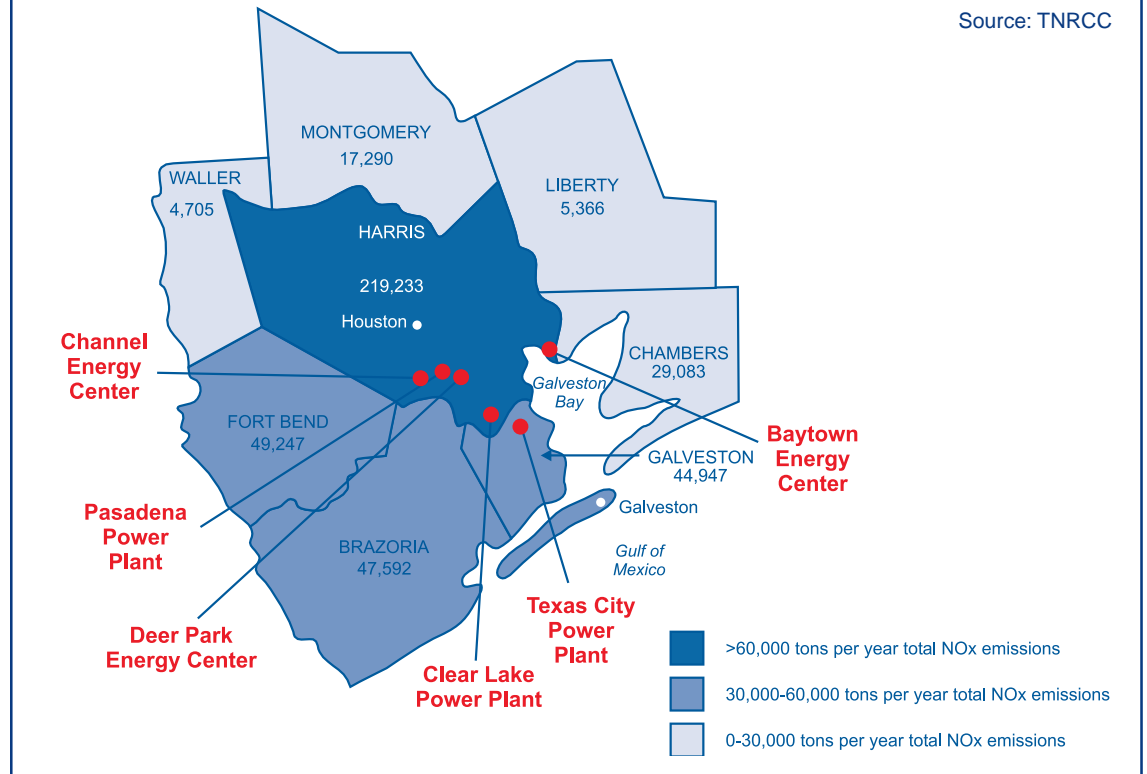 Source: TNRCC
MONTGOMERY
17,290
WALLER
4,705
LIBERTY
5,366
HARRIS
219,233
Houston
Channel
Energy
Center
CHAMBERS
29,083
Galveston
Bay
FORT BEND
49,247
Baytown
Energy
Center
GALVESTON
44,947
Pasadena
Power
Plant
Galveston
BRAZORIA
47,592
Gulf of
Mexico
Deer Park
Energy Center
Texas City
Power
Plant
Clear Lake
Power Plant
>60,000 tons per year total NOx emissions
30,000-60,000 tons per year total NOx emissions
0-30,000 tons per year total NOx emissions